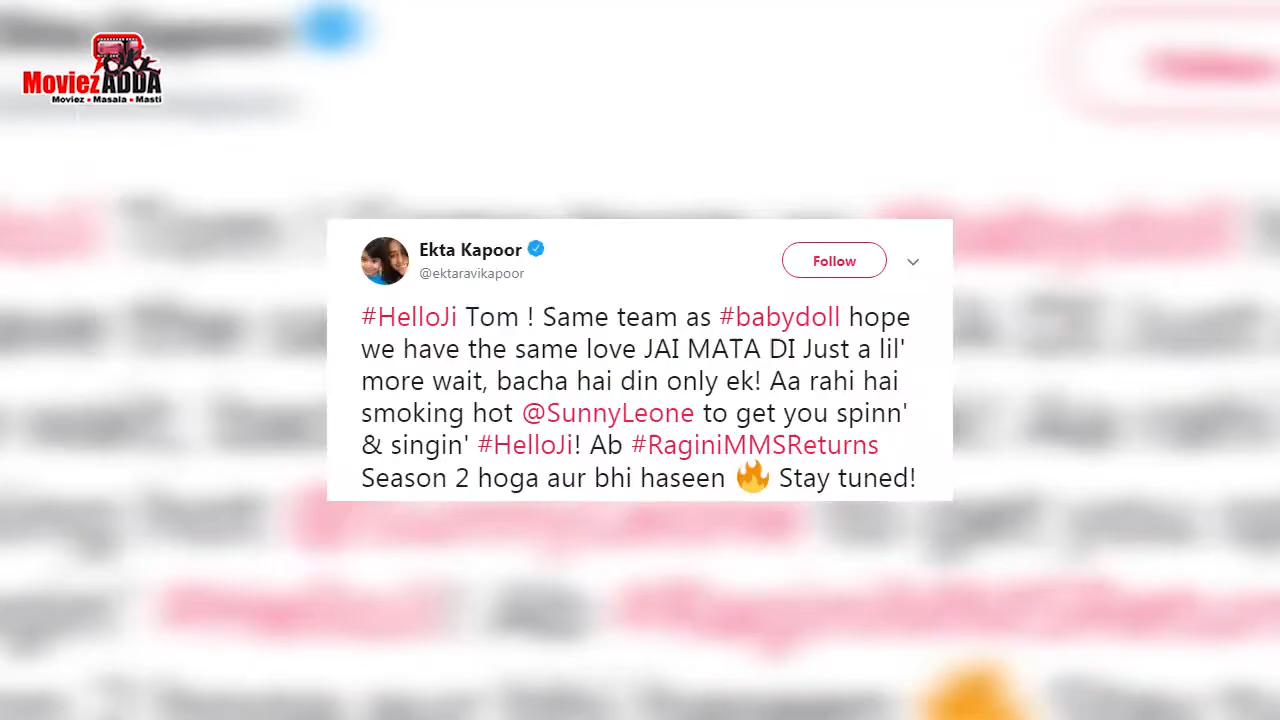 MoviezADDA
Moviez • Masala • Masti
Ekta Kapoor
@ektaravikapoor
Follow
#HelloJi Tom ! Same team as #babydoll hope
we have the same love JAI MATA DI Just a lil'
more wait, bacha hai din only ek! Aa rahi hai
smoking hot @SunnyLeone to get you spinn'
& singin' #HelloJi! Ab #RaginiMMSReturns
Season 2 hoga aur bhi haseen 🔥 Stay tuned!